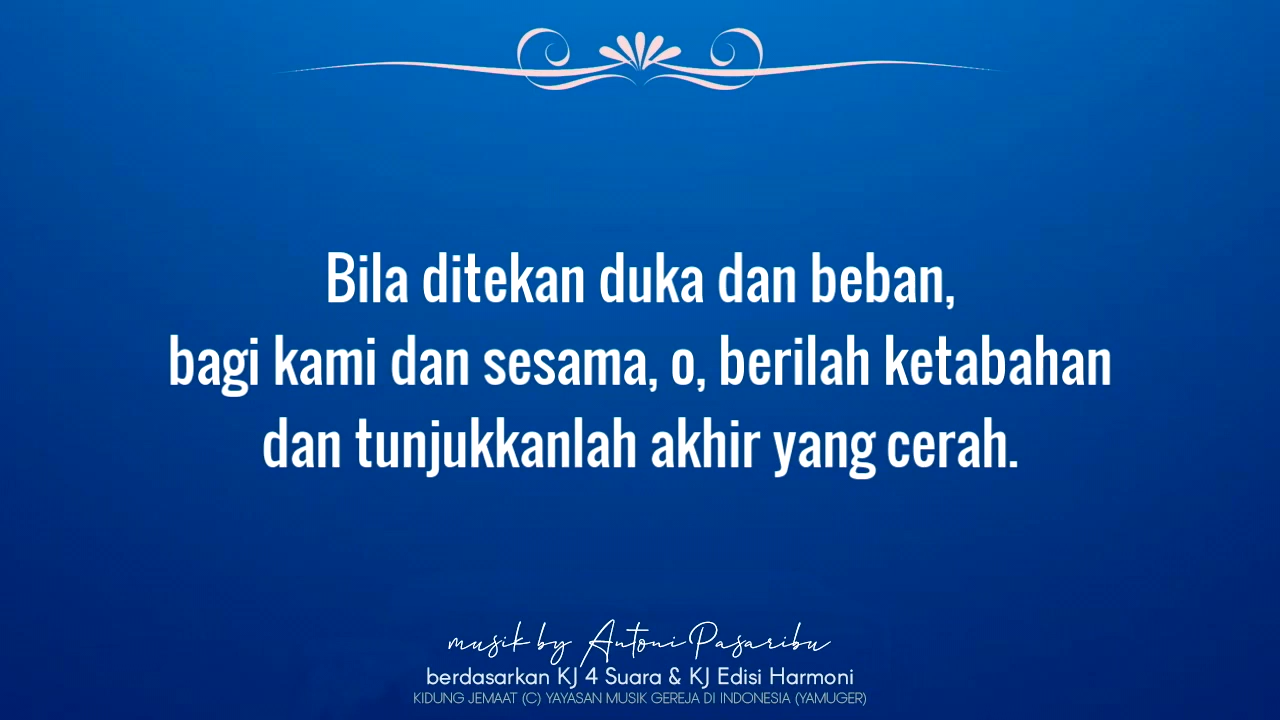 Bila ditekan duka dan beban,
bagi kami dan sesama, o, berilah ketabahan
dan tunjukkanlah akhir yang cerah.
musik by Antoni Pasaribu
berdasarkan KJ 4 Suara & KJ Edisi Harmoni
KIDUNG JEMAAT (C) YAYASAN MUSIK GEREJA DI INDONESIA (YAMUGER)